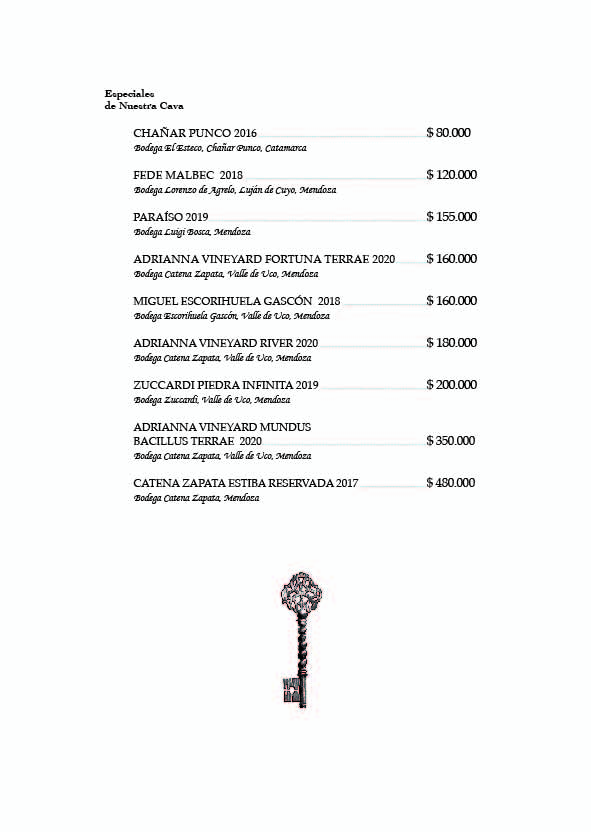 Especiales
de Nuestra Cava
CHAÑAR PUNCO 2016 $ 80.000
Bodega El Esteco, Chañar Punco, Catamarca
FEDE MALBEC 2018 $ 120.000
Bodega Lorenzo de Agrelo, Luján de Cuyo, Mendoza
PARAÍSO 2019 $ 155.000
Bodega Luigi Bosca, Mendoza
ADRIANNA VINEYARD FORTUNA TERRAE 2020 $ 160.000
Bodega Catena Zapata, Valle de Uco, Mendoza
MIGUEL ESCORIHUELA GASCÓN 2018 $ 160.000
Bodega Escorihuela Gascón, Valle de Uco, Mendoza
ADRIANNA VINEYARD RIVER 2020 $ 180.000
Bodega Catena Zapata, Valle de Uco, Mendoza
ZUCCARDI PIEDRA INFINITA 2019 $ 200.000
Bodega Zuccardi, Valle de Uco, Mendoza
ADRIANNA VINEYARD MUNDUS
BACILLUS TERRAE 2020 $ 350.000
Bodega Catena Zapata, Valle de Uco, Mendoza
CATENA ZAPATA ESTIBA RESERVADA 2017 $ 480.000
Bodega Catena Zapata, Mendoza